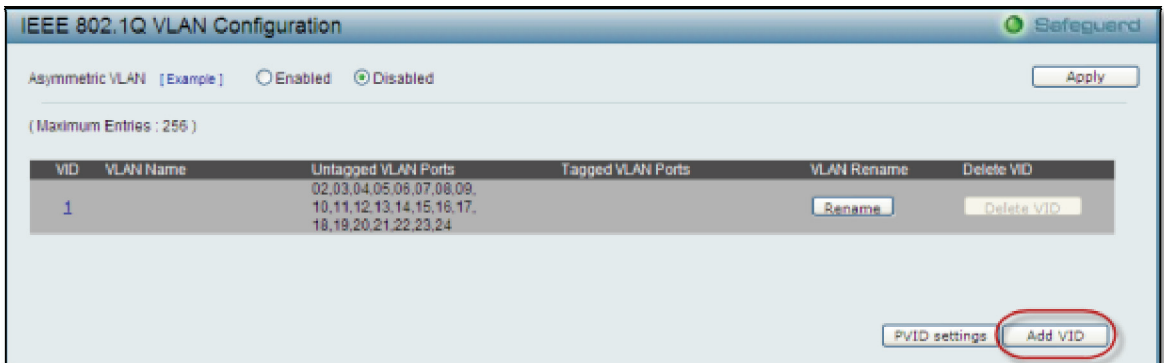 IEEE 802.1Q VLAN Configuration
Safeguard
Asymmetric VLAN [ Example ] Enabled Disabled Apply
( Maximum Entries : 256 )
VID VLAN Name Untagged VLAN Ports Tagged VLAN Ports VLAN Rename Delete VID
02,03,04,05,06,07,08,09,
1 10,11,12,13,14,15,16,17, Rename Delete VID
18,19,20,21,22,23,24
PVID settings Add VID